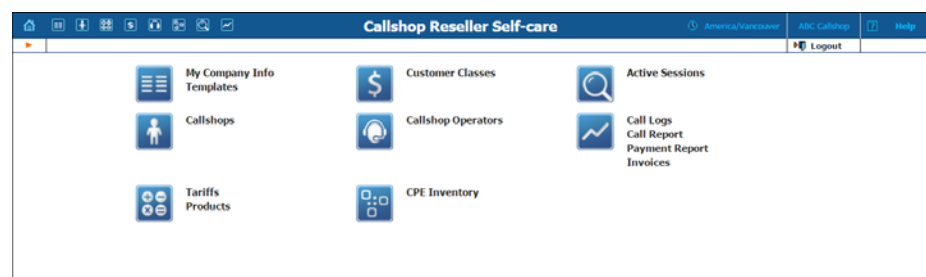 Callshop Reseller Self-care
America/Vancouver
ABC Callshop
Help
Logout
My Company Info
Templates
Customer Classes
Active Sessions
Callshops
Callshop Operators
Call Logs
Call Report
Payment Report
Invoices
Tariffs
Products
CPE Inventory